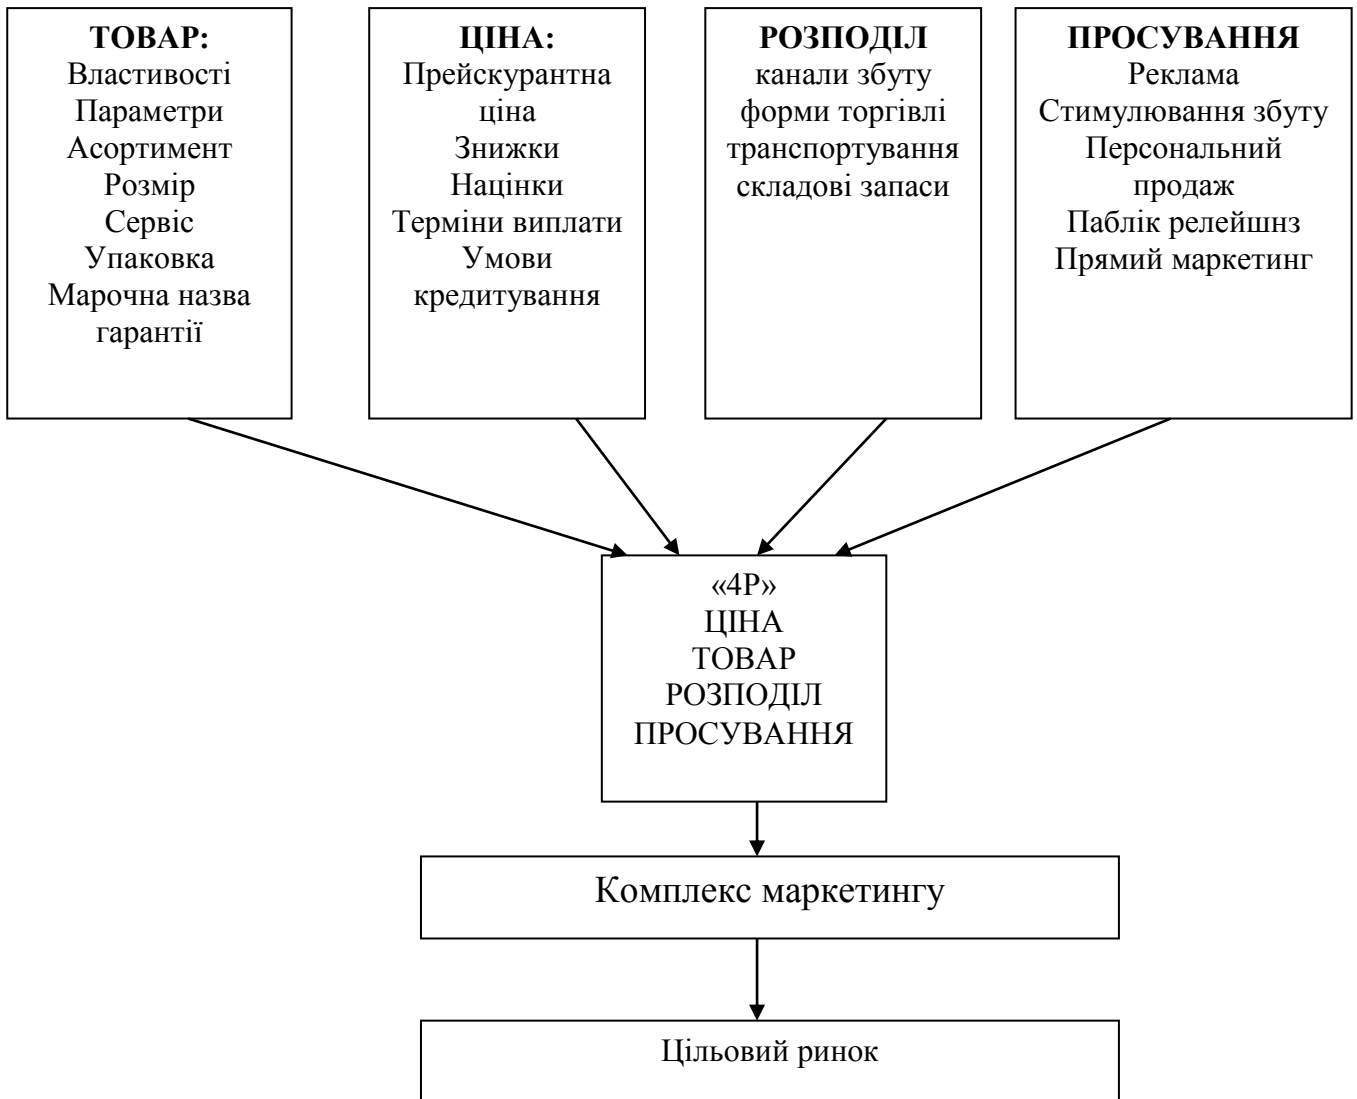 ТОВАР:
Властивості
Параметри
Асортимент
Розмір
Сервіс
Упаковка
Марочна назва
гарантії
ЦІНА:
Прейскурантна
ціна
Знижки
Націнки
Терміни виплати
Умови
кредитування
РОЗПОДІЛ
канали збуту
форми торгівлі
транспортування
складові запаси
ПРОСУВАННЯ
Реклама
Стимулювання збуту
Персональний
продаж
Паблік релейшнз
Прямий маркетинг
«4Р»
ЦІНА
ТОВАР
РОЗПОДІЛ
ПРОСУВАННЯ
Комплекс маркетингу
Цільовий ринок